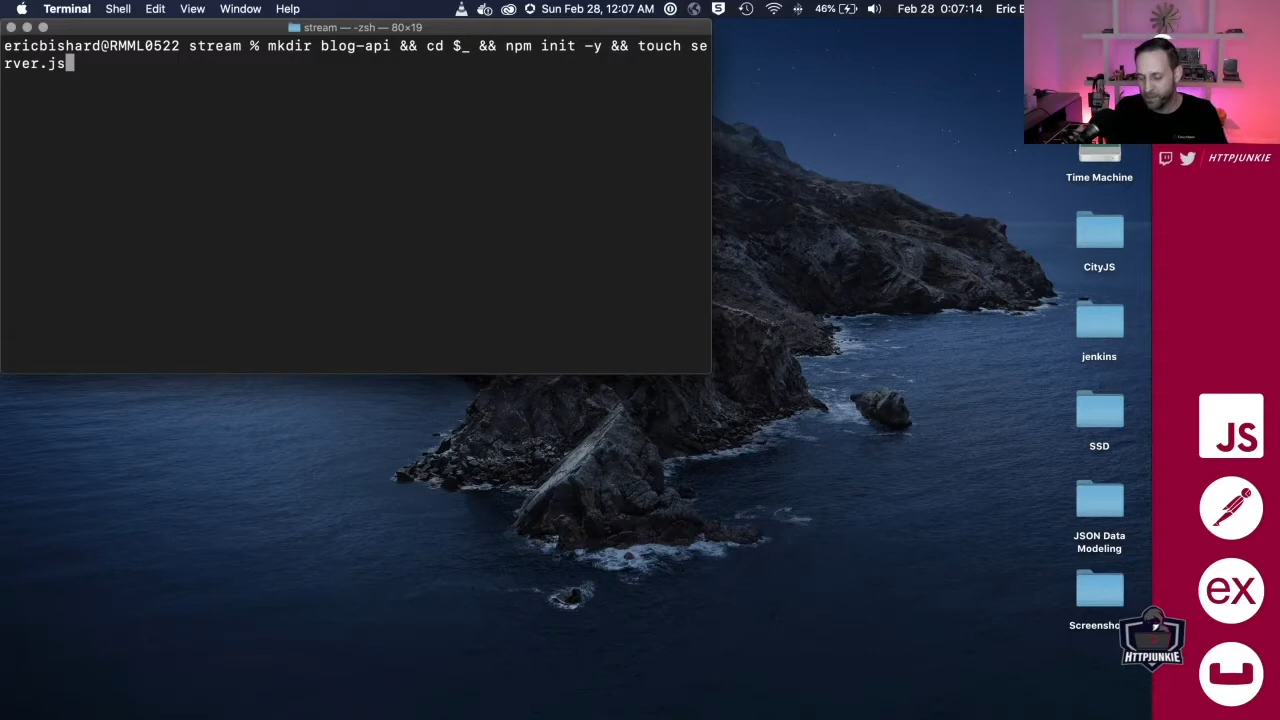 Terminal Shell Edit View Window Help
5 Sun Feb 28, 12:07 AM 46% Feb 28 0:07:14 Eric B
stream — -zsh — 80×19
ericbishard@RMML0522 stream % mkdir blog-api && cd $_ && npm init -y && touch se
rver.js
HTTPJUNKIE
Time Machine
CityJS
jenkins
SSD
JSON Data
Modeling
Screensho
JS
ex
HTTPJUNKIE